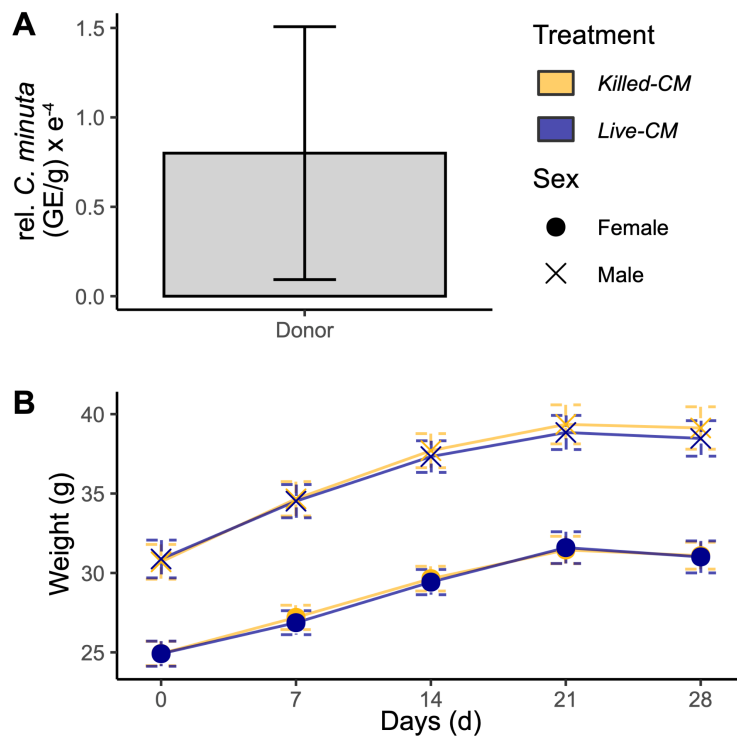 A
rel. C. minuta
(GE/g) x e⁻⁴
1.5
1.0
0.5
0.0
Donor
Treatment
Killed-CM
Live-CM
Sex
Female
Male
B
Weight (g)
40
35
30
25
0 7 14 21 28
Days (d)